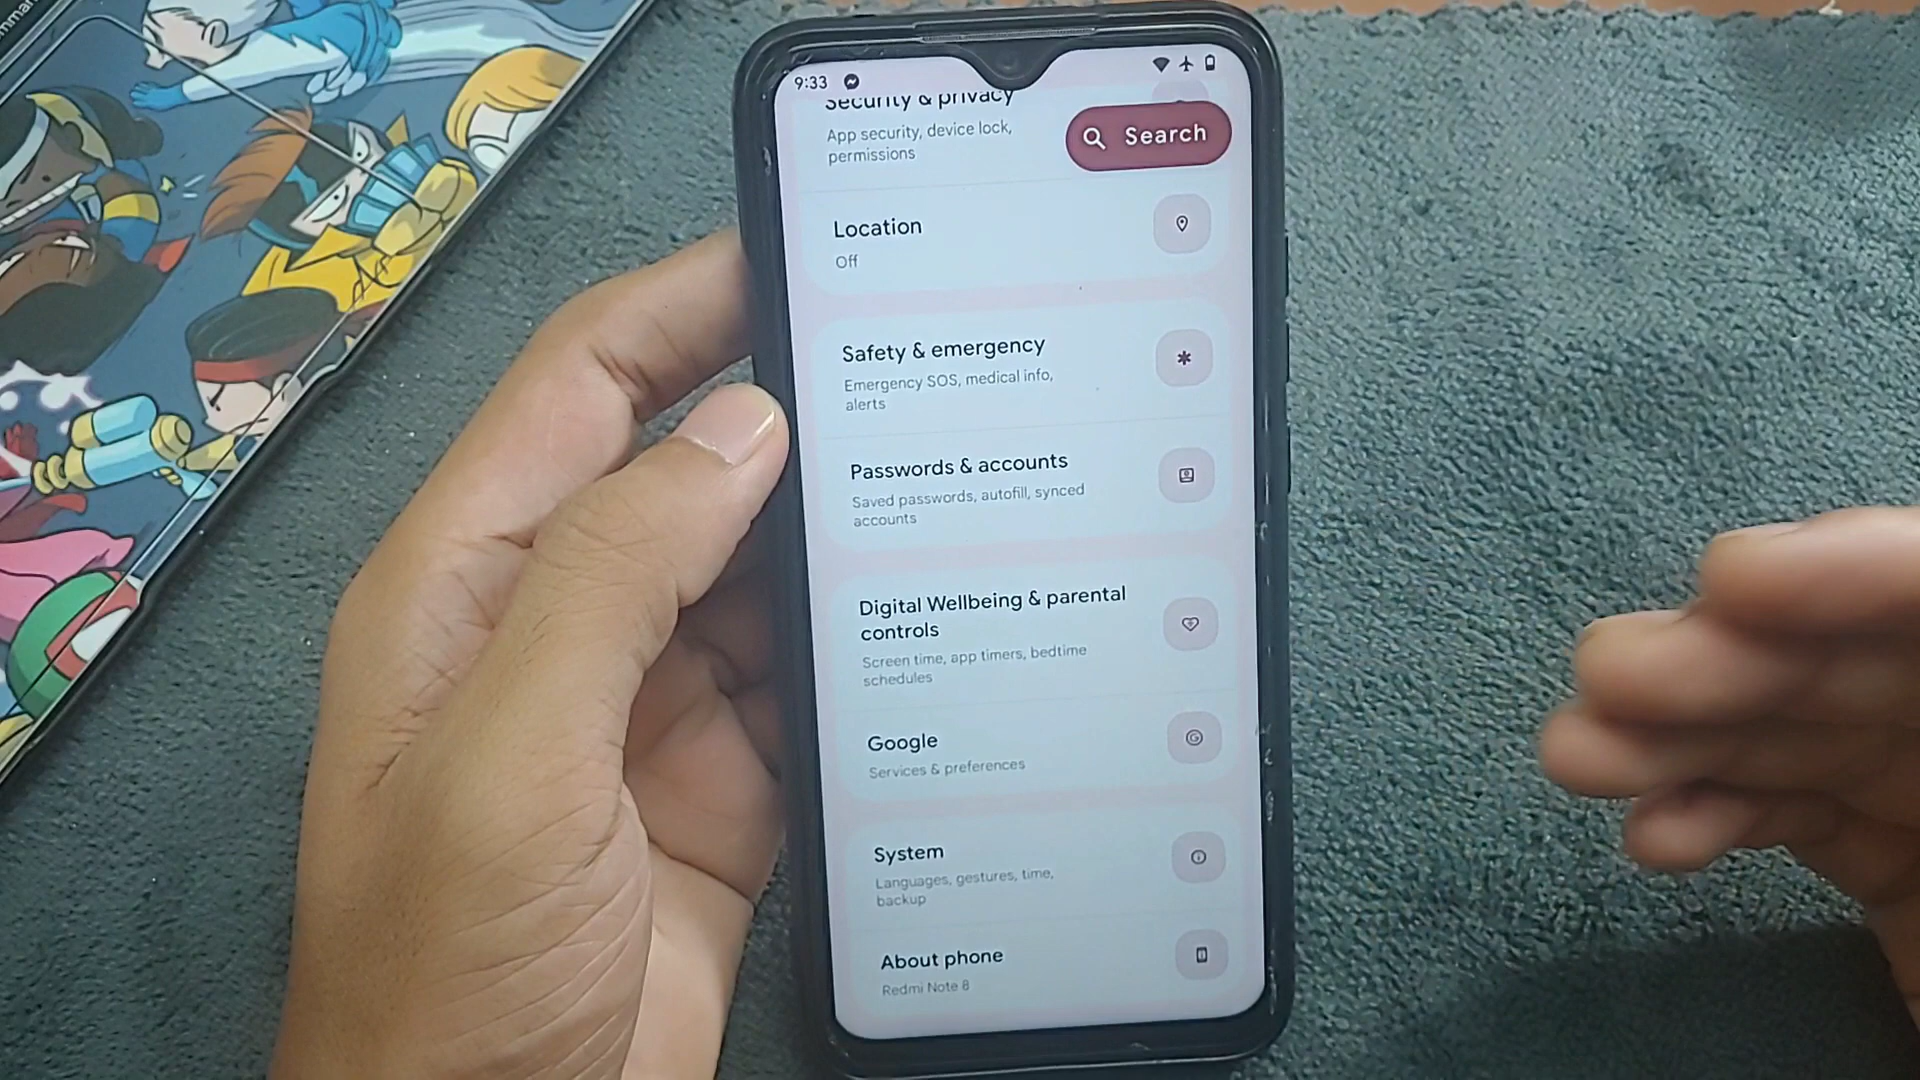 9:33
Security & privacy
App security, device lock,
permissions
Search
Location
Off
Safety & emergency
Emergency SOS, medical info,
alerts
Passwords & accounts
Saved passwords, autofill, synced
accounts
Digital Wellbeing & parental
controls
Screen time, app timers, bedtime
schedules
Google
Services & preferences
System
Languages, gestures, time,
backup
About phone
Redmi Note 8